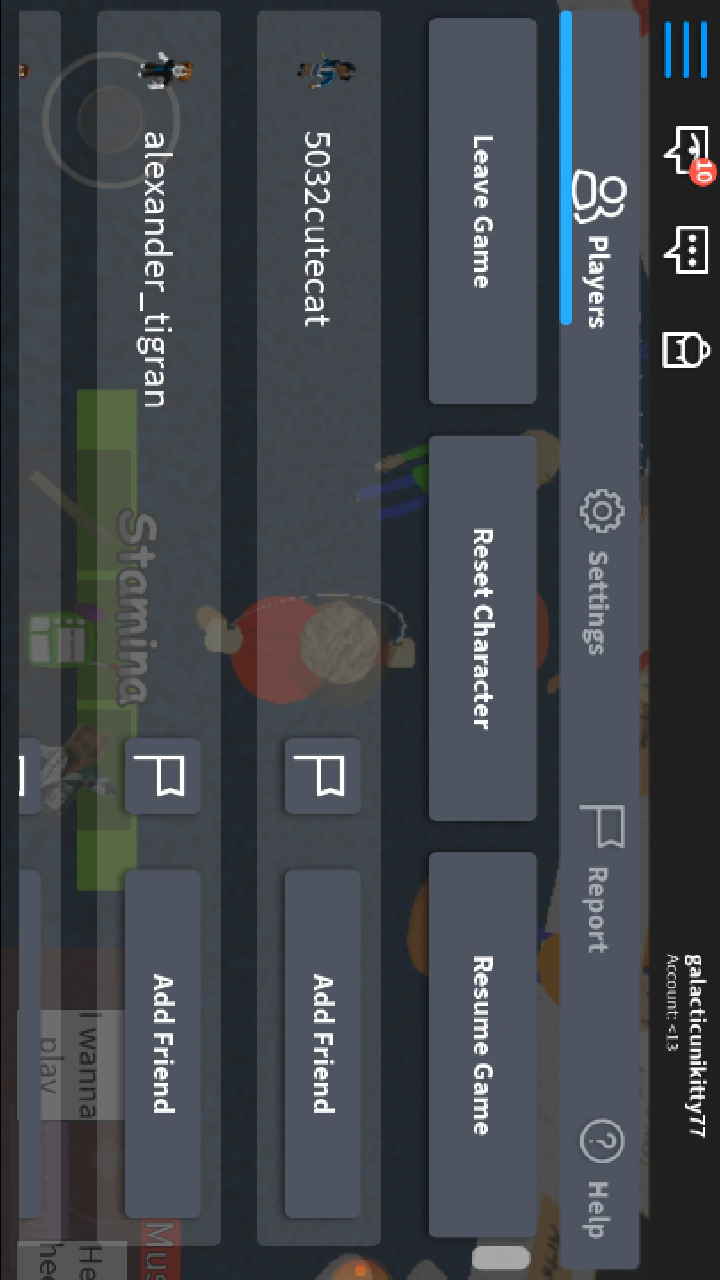 10
galacticunikitty77
Account: <13
Players
Settings
Report
Help
Leave Game
Reset Character
Resume Game
5032cutecat
Add Friend
alexander_tigran
Add Friend
Stamina
I wanna
play